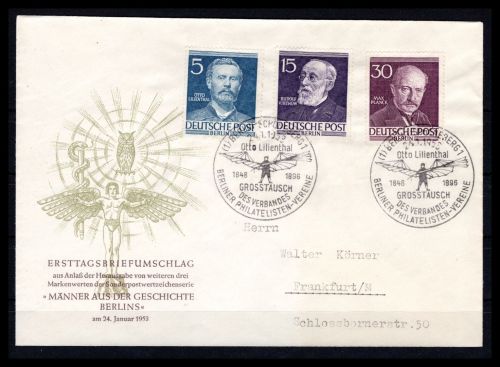 5
OTTO LILIENTHAL
DEUTSCHE POST
BERLIN
15
RUDOLF VIRCHOW
DEUTSCHE POST
BERLIN
30
MAX PLANCK
DEUTSCHE POST
BERLIN
Otto Lilienthal
1848 1896
GROSSTAUSCH
DES VERBANDES
BERLINER PHILATELISTEN-VEREINE
Otto Lilienthal
1848 1896
GROSSTAUSCH
DES VERBANDES
BERLINER PHILATELISTEN-VEREINE
ERSTTAGSBRIEFUMSCHLAG
aus Anlaß der Herausgabe von weiteren drei
Markenwerten der Sonderpostwertzeichenserie
»MÄNNER AUS DER GESCHICHTE
BERLINS«
am 24. Januar 1953
Herrn
Walter Körner
Frankfurt/M
Schlossbornerstr.50